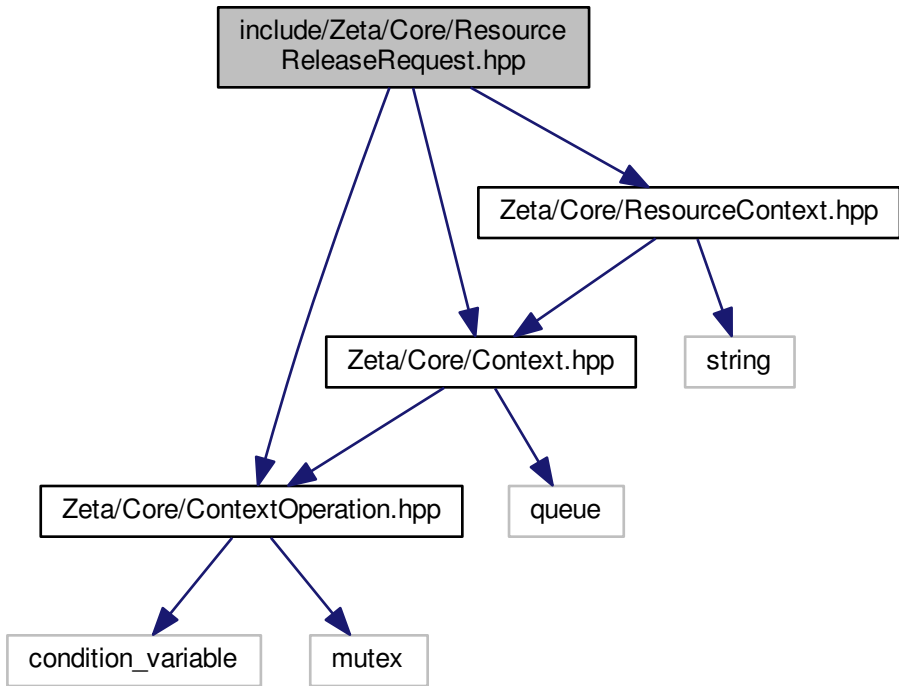 include/Zeta/Core/Resource
ReleaseRequest.hpp
Zeta/Core/ResourceContext.hpp
Zeta/Core/Context.hpp
string
Zeta/Core/ContextOperation.hpp
queue
condition_variable
mutex